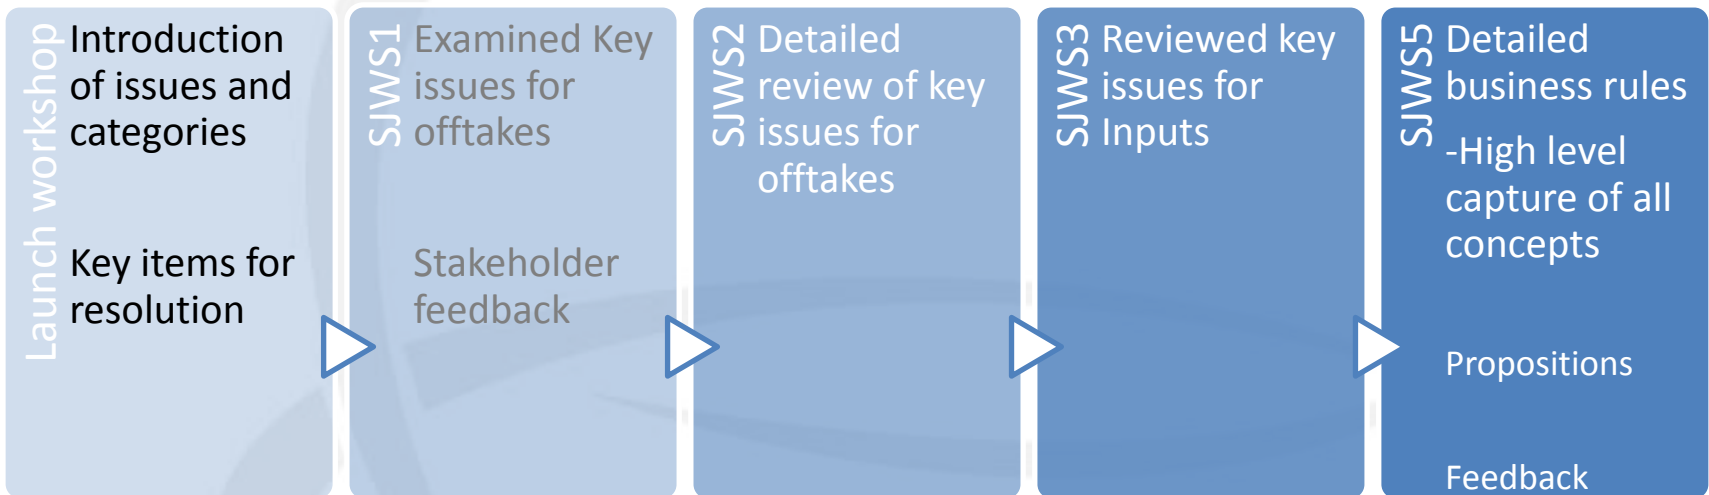 Launch workshop
Introduction
of issues and
categories
Key items for
resolution
SJWS1
Examined Key
issues for
offtakes
Stakeholder
feedback
SJWS2
Detailed
review of key
issues for
offtakes
SJWS3
Reviewed key
issues for
Inputs
SJWS5
Detailed
business rules
-High level
capture of all
concepts
Propositions
Feedback